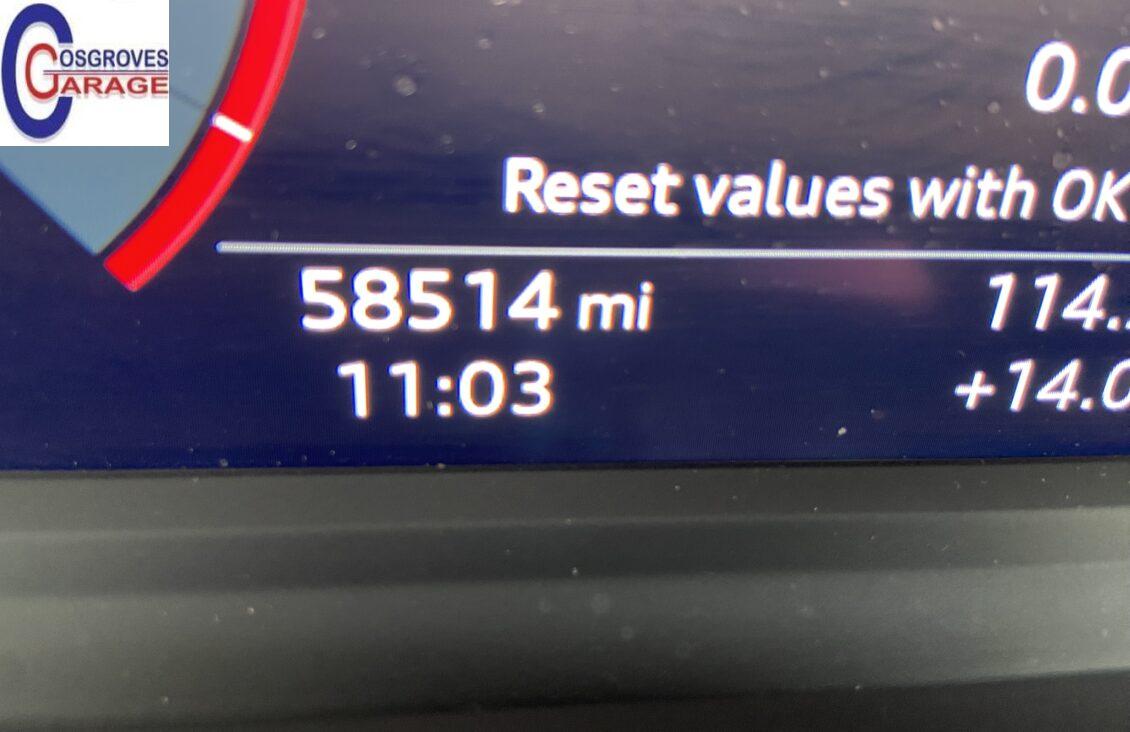 COSGROVES
GARAGE
0.0
Reset values with OK
58514 mi
114.
11:03
+14.0